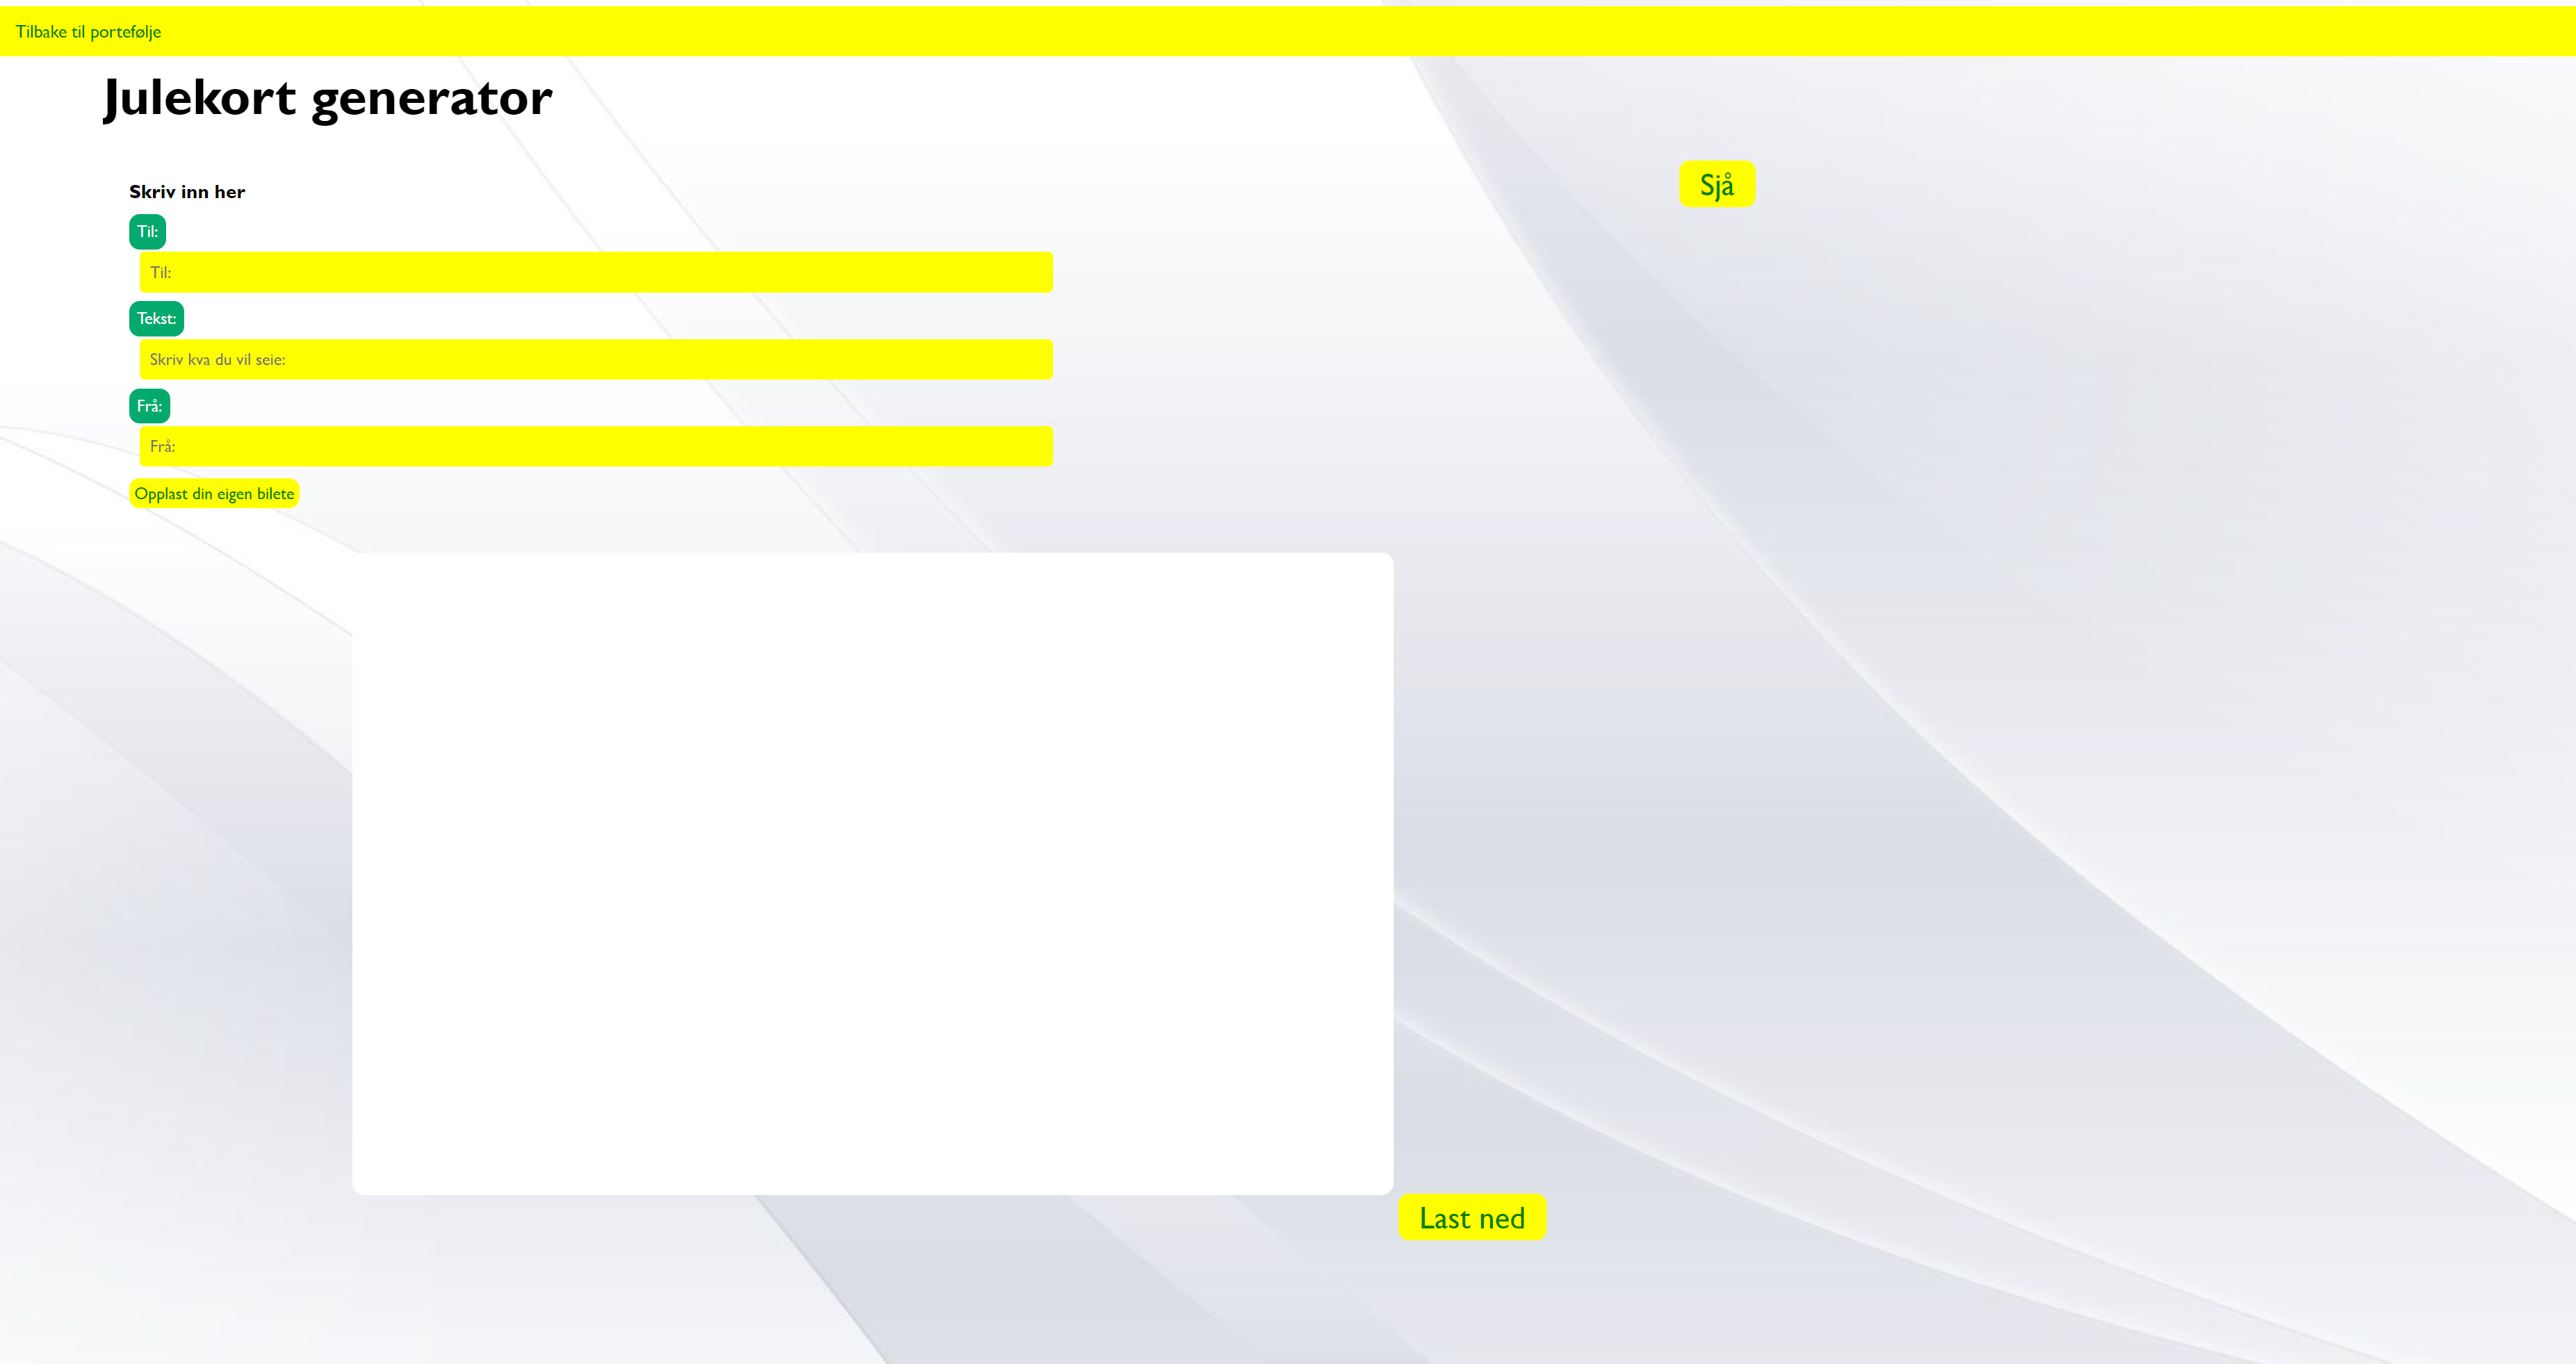 Tilbake til portefølje
Julekort generator
Sjå
Skriv inn her
Til:
Til:
Tekst:
Skriv kva du vil seie:
Frå:
Frå:
Opplast din eigen bilete
Last ned